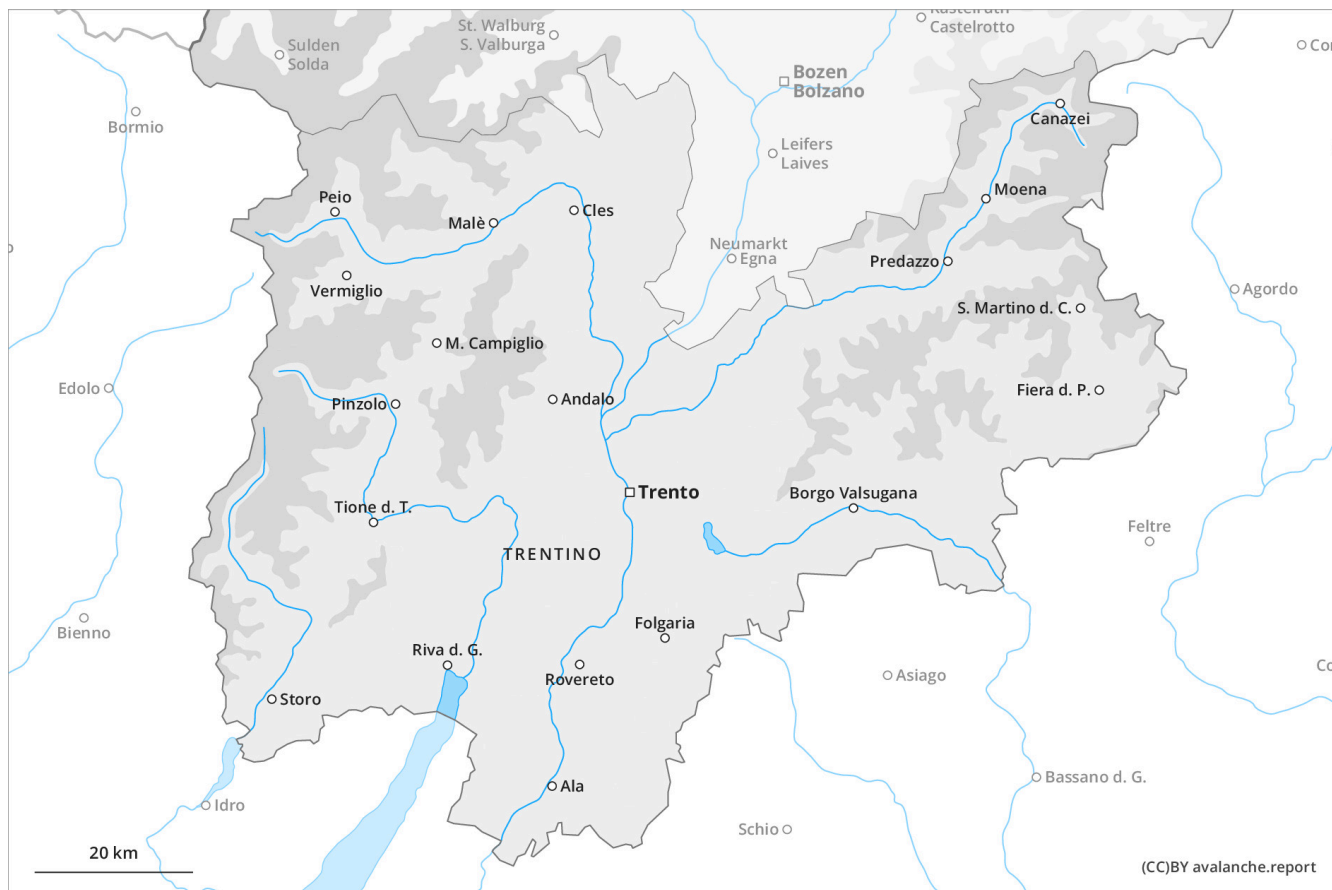 Kastelruth
Castelrotto
St. Walburg
S. Valburga
Sulden
Solda
Bozen
Bolzano
Bormio
Canazei
Leifers
Laives
Moena
Peio
Malè
Cles
Neumarkt
Egna
Predazzo
Vermiglio
Agordo
S. Martino d. C.
M. Campiglio
Edolo
Fiera d. P.
Pinzolo
Andalo
Trento
Borgo Valsugana
Tione d. T.
Feltre
TRENTINO
Bienno
Folgaria
Riva d. G.
Rovereto
Asiago
Storo
Bassano d. G.
Ala
Idro
Schio
20 km
(CC)BY avalanche.report